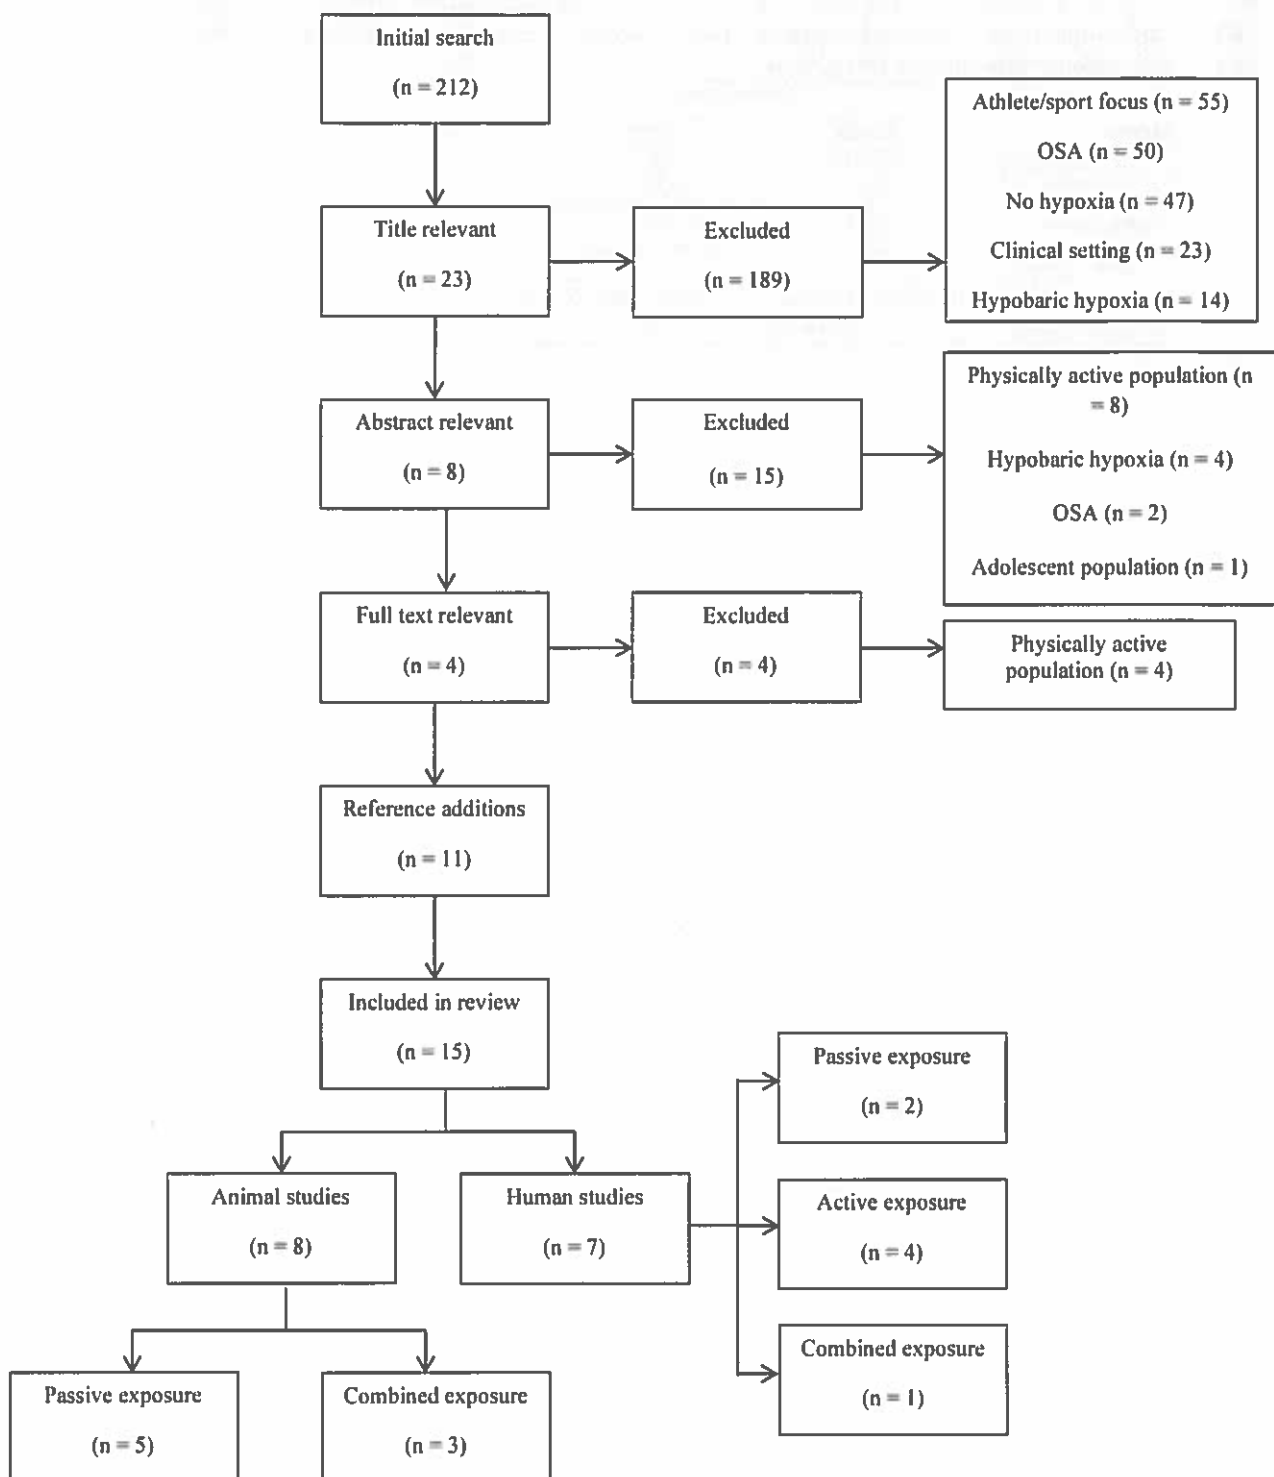 Initial search
(n = 212)
Athlete/sport focus (n = 55)
OSA (n = 50)
No hypoxia (n = 47)
Clinical setting (n = 23)
Hypobaric hypoxia (n = 14)
Title relevant
(n = 23)
Excluded
(n = 189)
Abstract relevant
(n = 8)
Excluded
(n = 15)
Physically active population (n
= 8)
Hypobaric hypoxia (n = 4)
OSA (n = 2)
Adolescent population (n = 1)
Full text relevant
(n = 4)
Excluded
(n = 4)
Physically active
population (n = 4)
Reference additions
(n = 11)
Included in review
(n = 15)
Passive exposure
(n = 2)
Animal studies
(n = 8)
Human studies
(n = 7)
Active exposure
(n = 4)
Combined exposure
(n = 1)
Passive exposure
(n = 5)
Combined exposure
(n = 3)